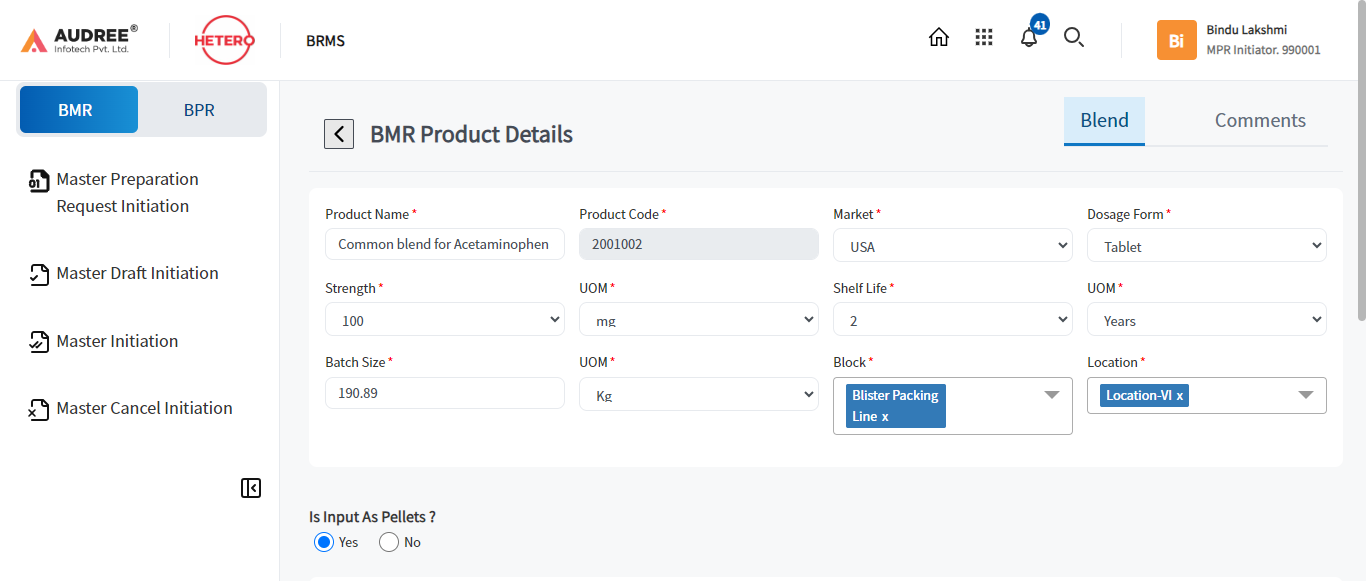 AUDREE®
Infotech Pvt. Ltd.
HETERO
BRMS
41
Bi
Bindu Lakshmi
MPR Initiator. 990001
BMR
BPR
Master Preparation
Request Initiation
Master Draft Initiation
Master Initiation
Master Cancel Initiation
BMR Product Details
Blend
Comments
Product Name *
Product Code *
Market *
Dosage Form *
Common blend for Acetaminophen
2001002
USA
Tablet
Strength *
UOM *
Shelf Life *
UOM *
100
mg
2
Years
Batch Size *
UOM *
Block *
Location *
190.89
Kg
Blister Packing
Line x
Location-VI x
Is Input As Pellets ?
Yes
No